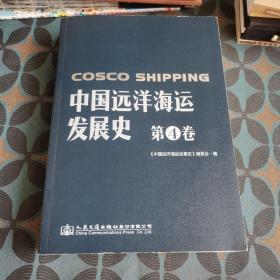 COSCO SHIPPING
中国远洋海运
发展史 第4卷
《中国远洋海运发展史》编委会·编
人民交通出版社股份有限公司
China Communications Press Co.,Ltd.